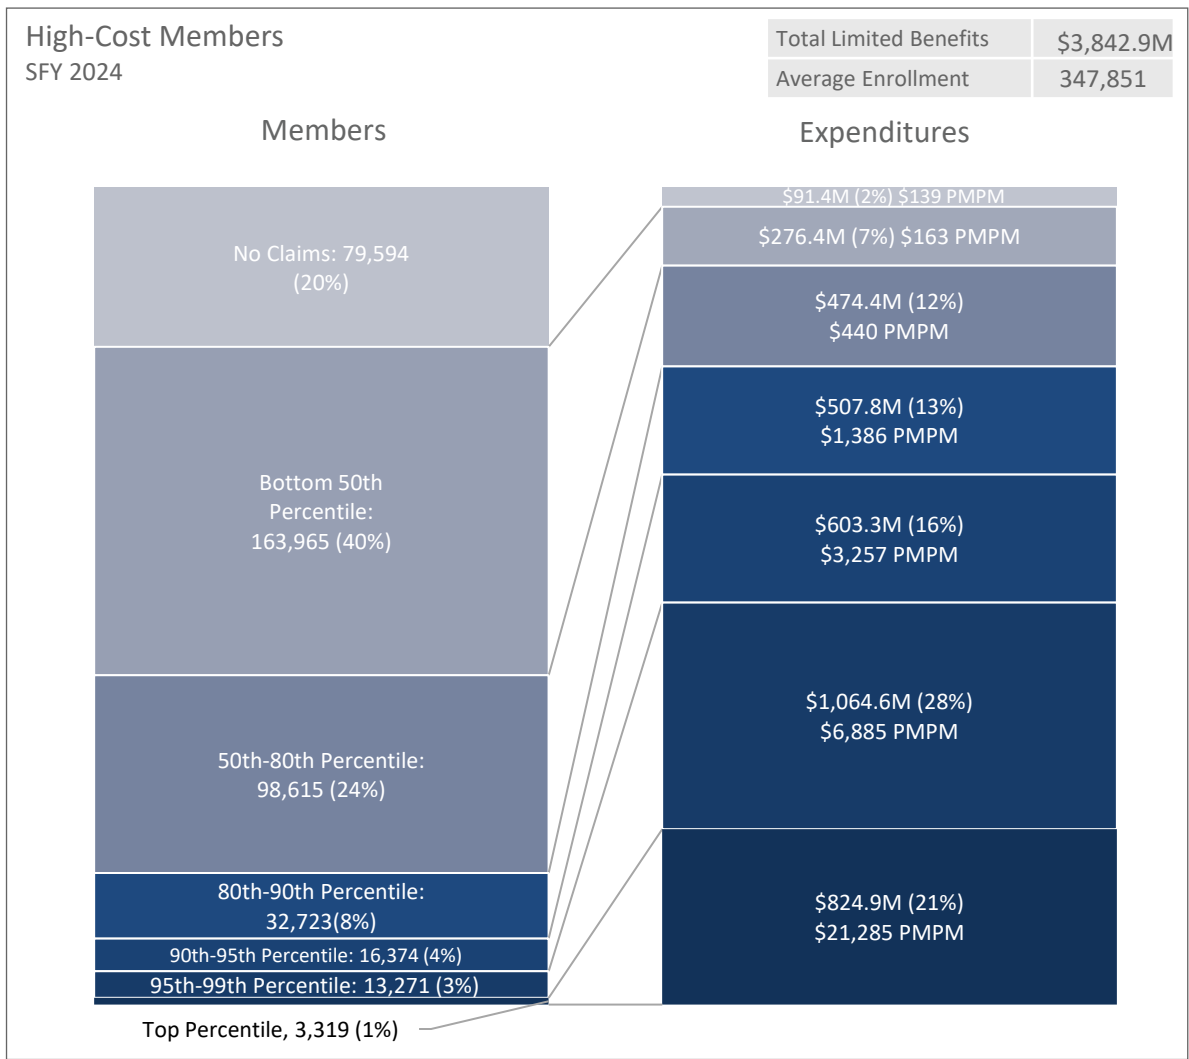 High-Cost Members
SFY 2024
Total Limited Benefits $3,842.9M
Average Enrollment 347,851
Members
Expenditures
No Claims: 79,594
(20%)
Bottom 50th
Percentile:
163,965 (40%)
50th-80th Percentile:
98,615 (24%)
80th-90th Percentile:
32,723(8%)
90th-95th Percentile: 16,374 (4%)
95th-99th Percentile: 13,271 (3%)
Top Percentile, 3,319 (1%)
$91.4M (2%) $139 PMPM
$276.4M (7%) $163 PMPM
$474.4M (12%)
$440 PMPM
$507.8M (13%)
$1,386 PMPM
$603.3M (16%)
$3,257 PMPM
$1,064.6M (28%)
$6,885 PMPM
$824.9M (21%)
$21,285 PMPM